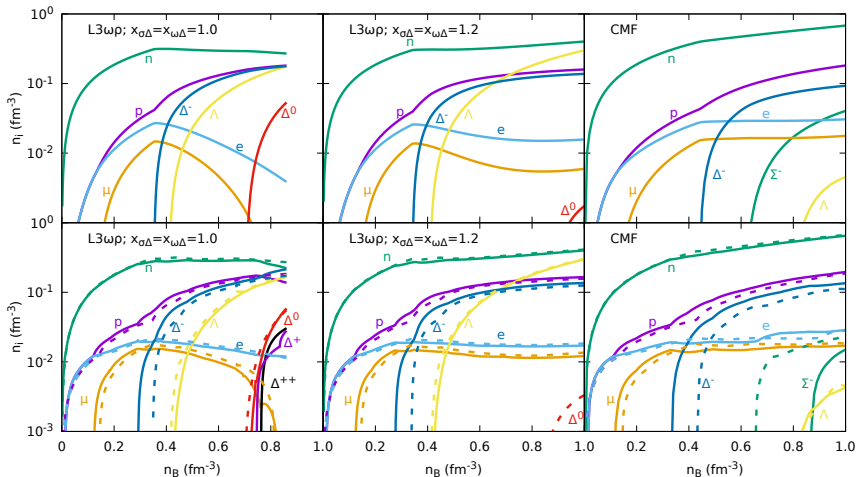 L3ωρ; xσΔ=xωΔ=1.0
L3ωρ; xσΔ=xωΔ=1.2
CMF
10⁰
10⁻¹
10⁻²
10⁰
nᵢ (fm⁻³)
n
p
Δ⁻
Λ
Δ⁰
e
μ
n
p
Δ⁻
Λ
e
μ
Δ⁰
n
p
e
μ
Δ⁻
Σ⁻
Λ
L3ωρ; xσΔ=xωΔ=1.0
L3ωρ; xσΔ=xωΔ=1.2
CMF
10⁻¹
10⁻²
10⁻³
nᵢ (fm⁻³)
n
p
Δ⁻
Λ
e
μ
Δ⁰
Δ⁺
Δ⁺⁺
n
p
Δ⁻
Λ
e
μ
Δ⁰
n
p
e
μ
Δ⁻
Σ⁻
Λ
0 0.2 0.4 0.6 0.8 1.0 0.2 0.4 0.6 0.8 1.0 0.2 0.4 0.6 0.8 1.0
n_B (fm⁻³)
n_B (fm⁻³)
n_B (fm⁻³)